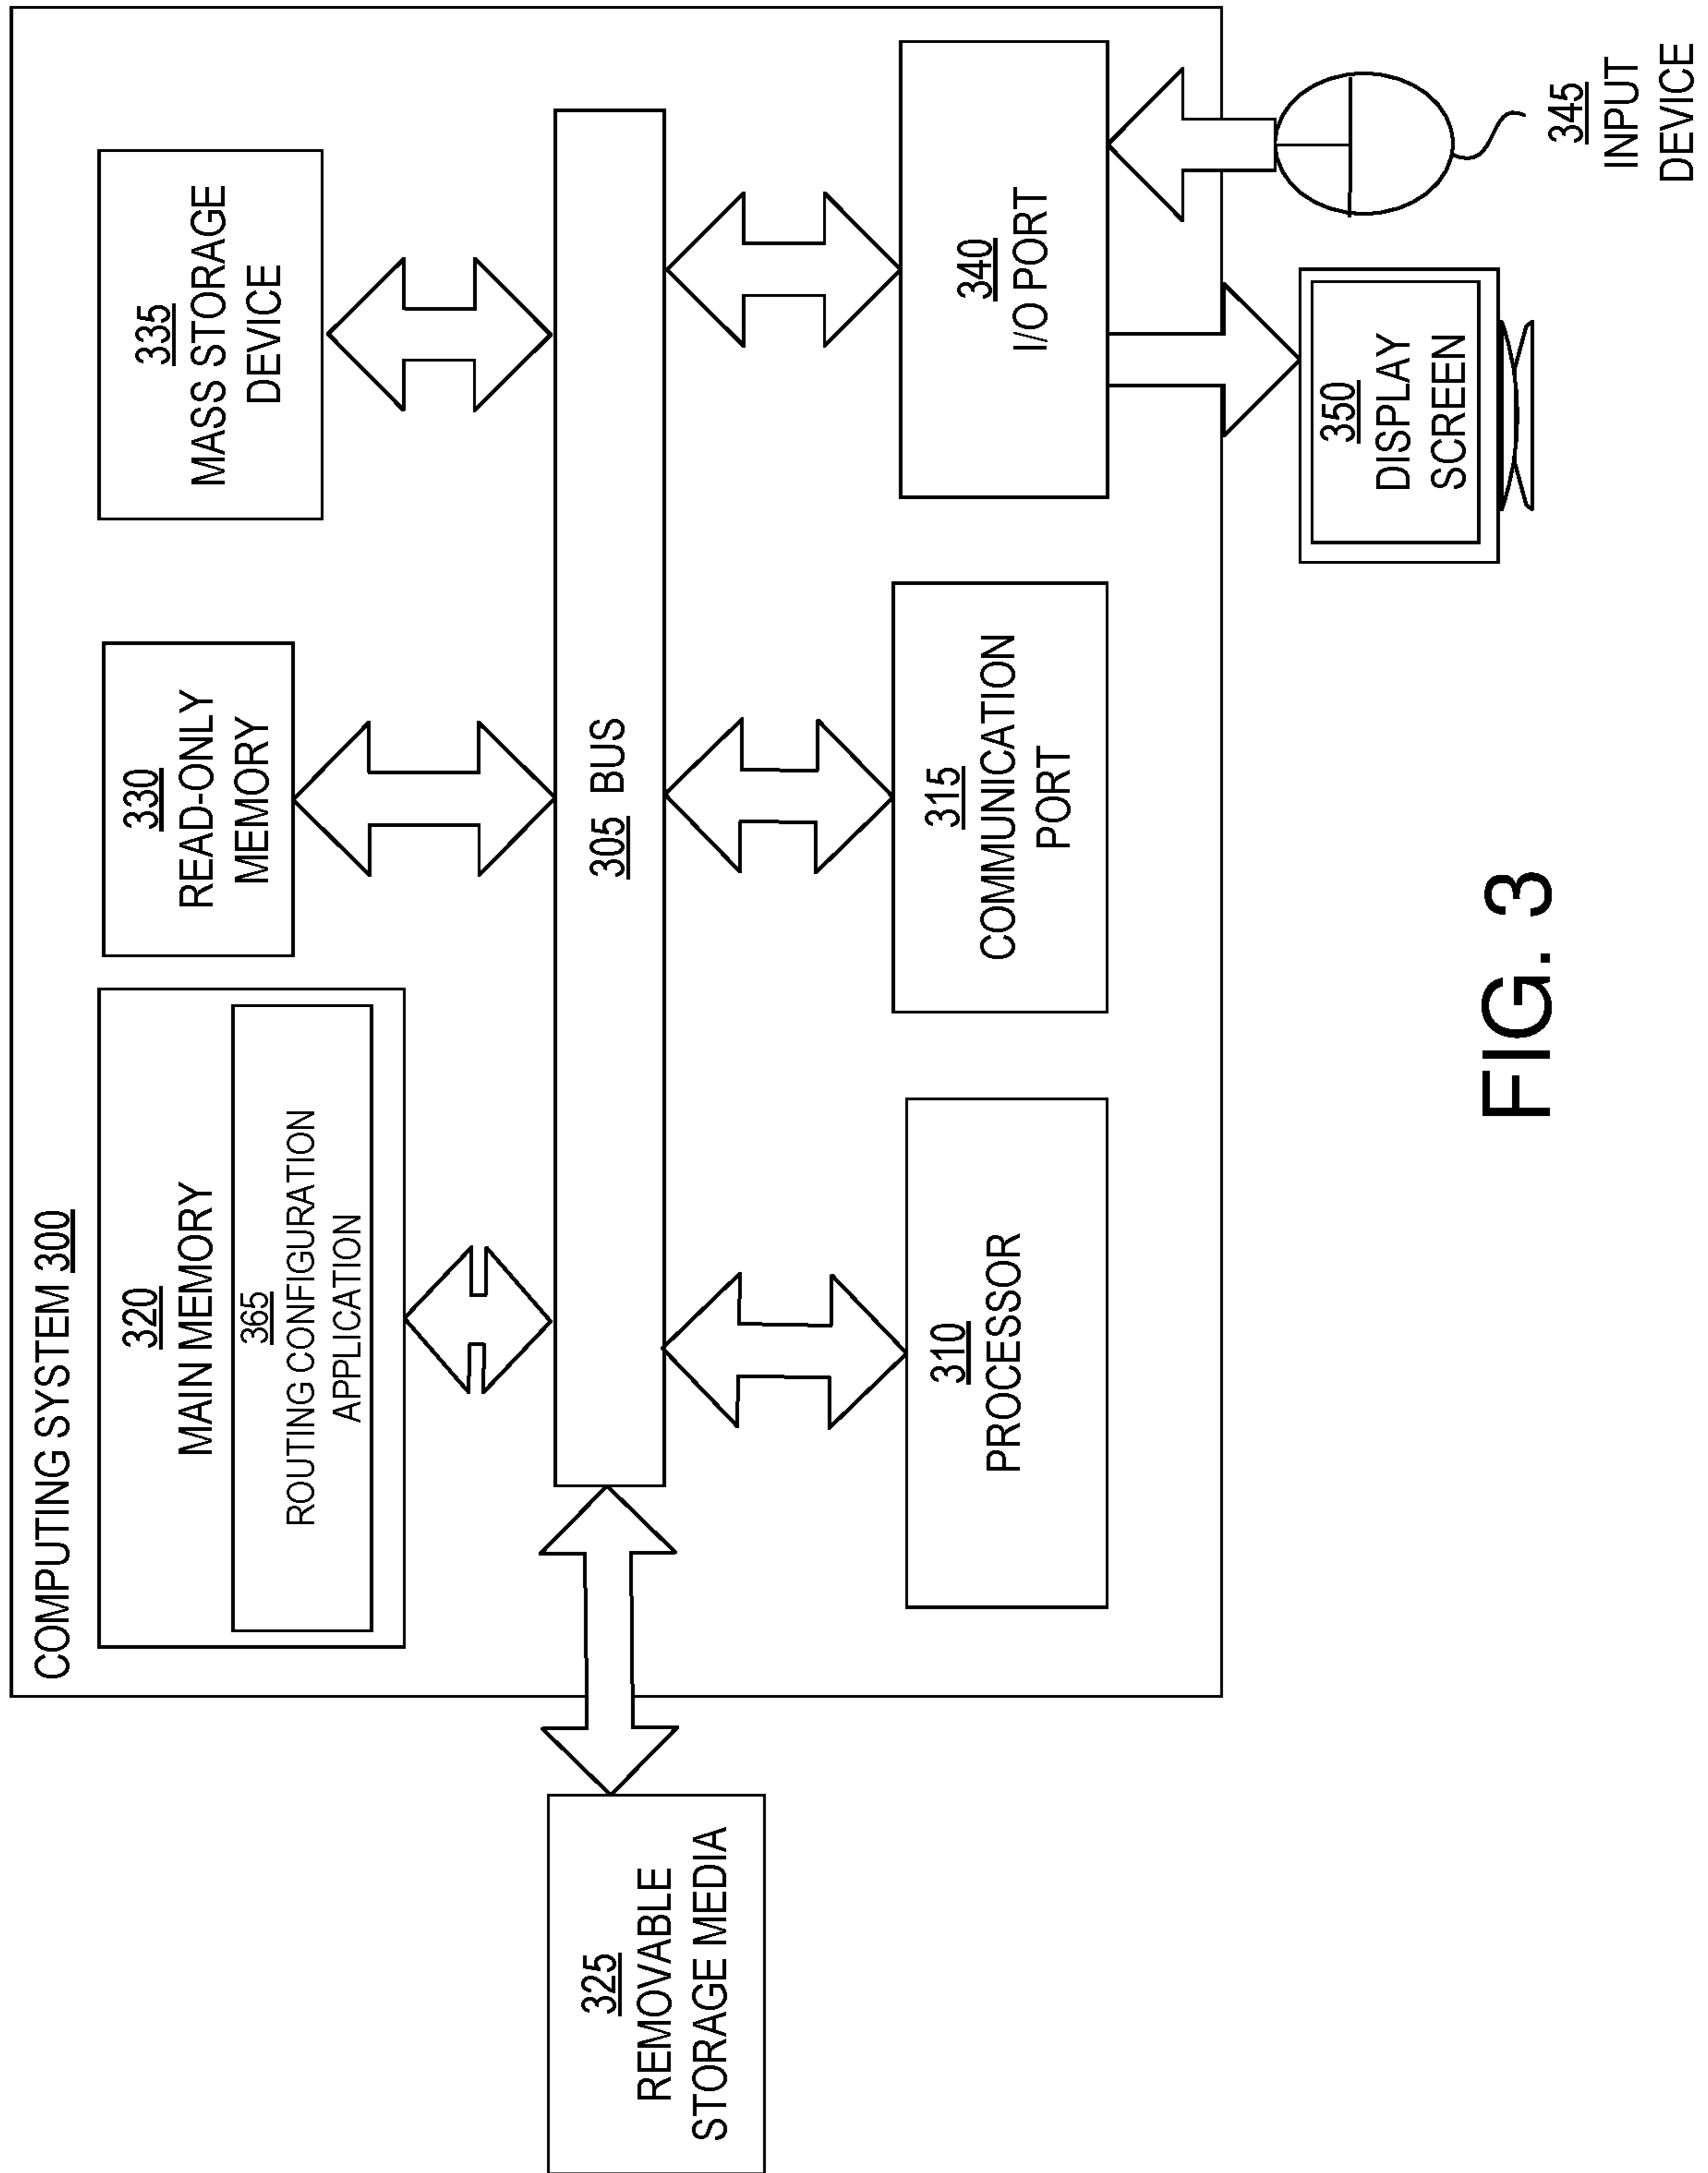 COMPUTING SYSTEM 300
320
MAIN MEMORY
365
ROUTING CONFIGURATION
APPLICATION
330
READ-ONLY
MEMORY
335
MASS STORAGE
DEVICE
325
REMOVABLE
STORAGE MEDIA
305 BUS
310
PROCESSOR
315
COMMUNICATION
PORT
340
I/O PORT
350
DISPLAY
SCREEN
345
INPUT
DEVICE
FIG. 3